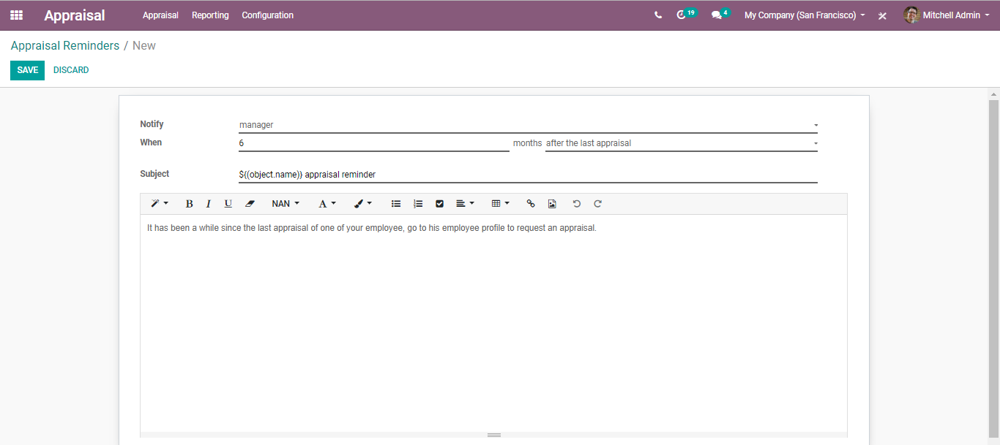 Appraisal Appraisal Reporting Configuration 19 4 My Company (San Francisco) Mitchell Admin
Appraisal Reminders / New
SAVE DISCARD
Notify manager
When 6 months after the last appraisal
Subject ${(object.name)} appraisal reminder
B I U NAN A
It has been a while since the last appraisal of one of your employee, go to his employee profile to request an appraisal.